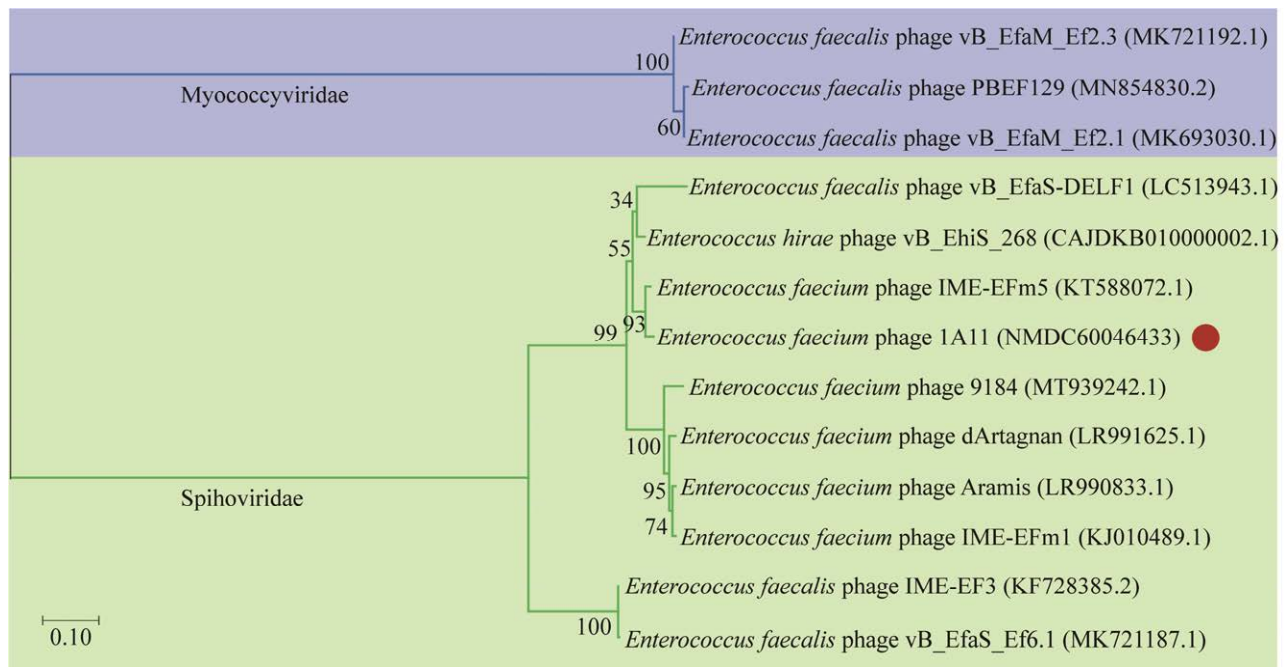 Enterococcus faecalis phage vB_EfaM_Ef2.3 (MK721192.1)
100
Enterococcus faecalis phage PBEF129 (MN854830.2)
Myococcyviridae
60
Enterococcus faecalis phage vB_EfaM_Ef2.1 (MK693030.1)
Enterococcus faecalis phage vB_EfaS-DELF1 (LC513943.1)
34
Enterococcus hirae phage vB_EhiS_268 (CAJDKB010000002.1)
55
Enterococcus faecium phage IME-EFm5 (KT588072.1)
93
99
Enterococcus faecium phage 1A11 (NMDC60046433)
Enterococcus faecium phage 9184 (MT939242.1)
100
Enterococcus faecium phage dArtagnan (LR991625.1)
95
Enterococcus faecium phage Aramis (LR990833.1)
Spihoviridae
74
Enterococcus faecium phage IME-EFm1 (KJ010489.1)
Enterococcus faecalis phage IME-EF3 (KF728385.2)
100
Enterococcus faecalis phage vB_EfaS_Ef6.1 (MK721187.1)
0.10